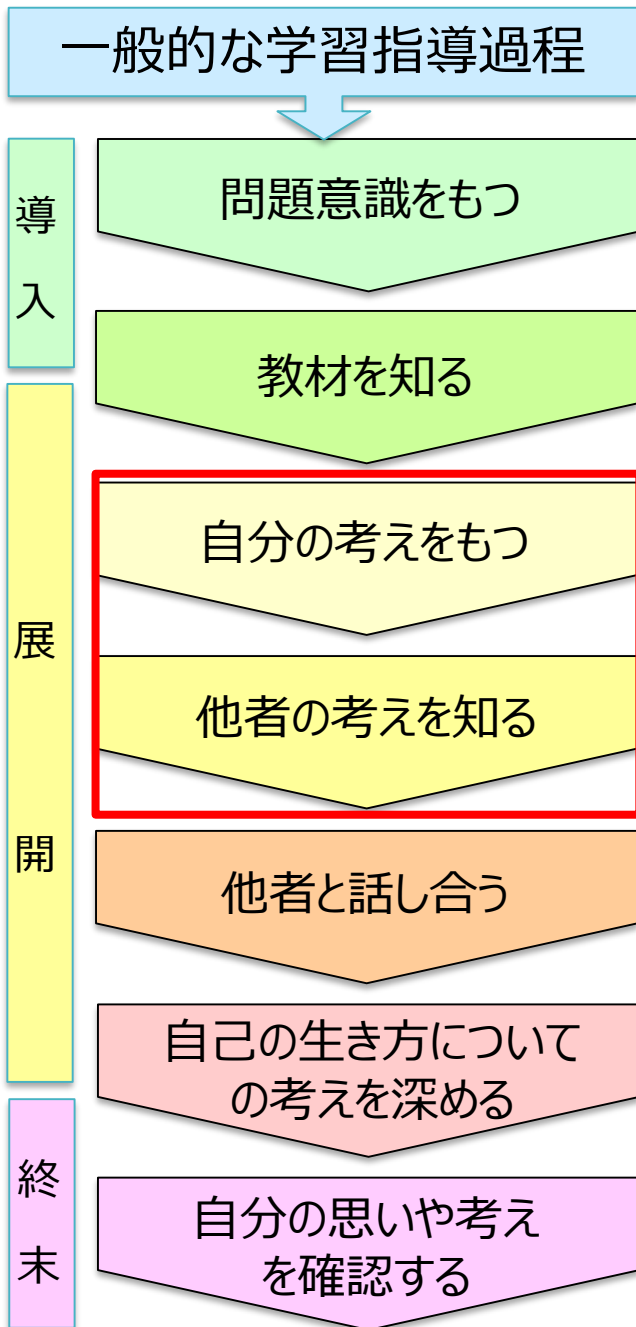 一般的な学習指導過程
導入
問題意識をもつ
教材を知る
展開
自分の考えをもつ
他者の考えを知る
他者と話し合う
自己の生き方について
の考えを深める
終末
自分の思いや考え
を確認する